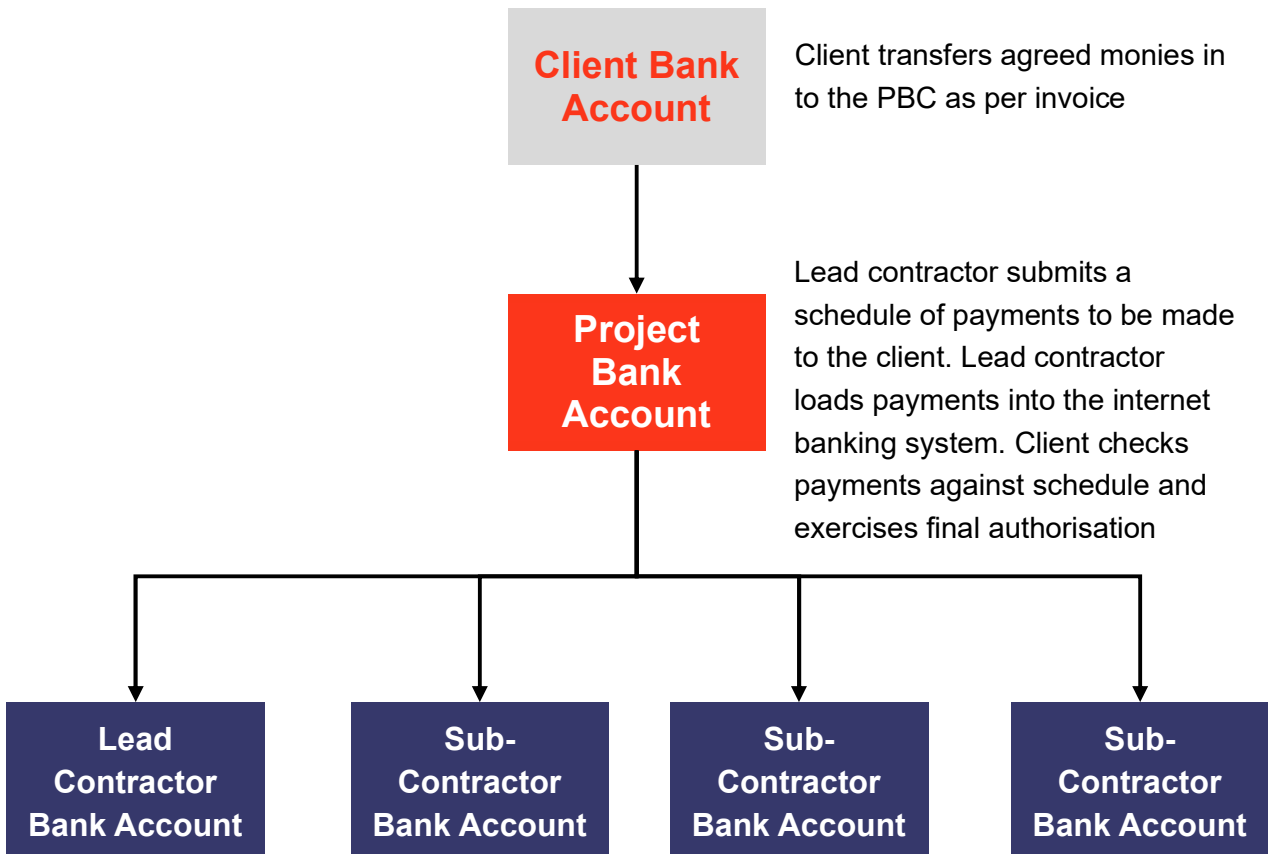 Client Bank
Account
Client transfers agreed monies in
to the PBC as per invoice
Project
Bank
Account
Lead contractor submits a
schedule of payments to be made
to the client. Lead contractor
loads payments into the internet
banking system. Client checks
payments against schedule and
exercises final authorisation
Lead
Contractor
Bank Account
Sub-
Contractor
Bank Account
Sub-
Contractor
Bank Account
Sub-
Contractor
Bank Account